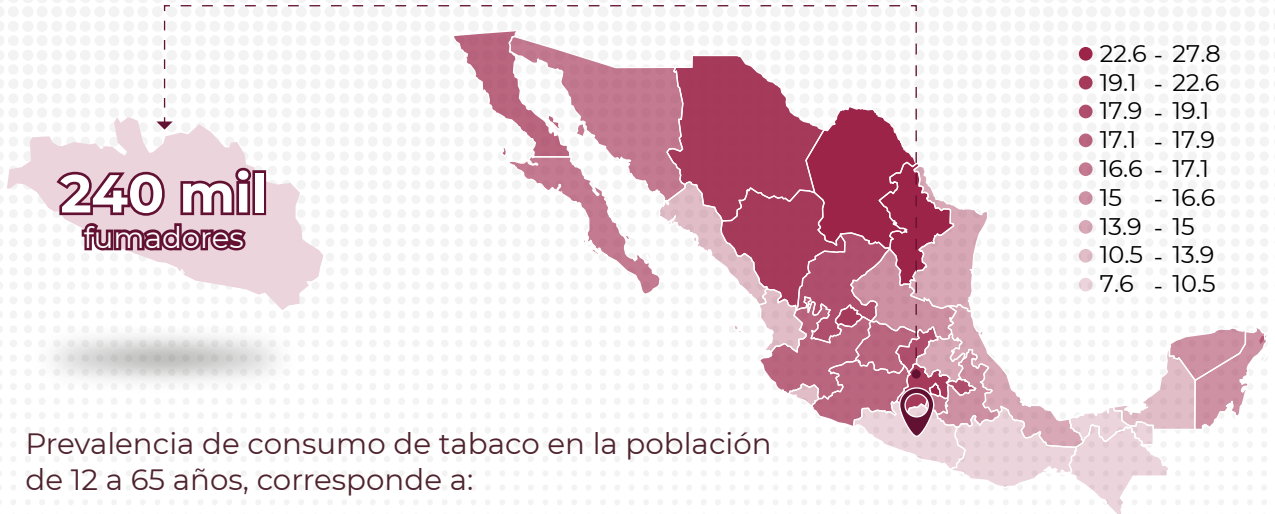 240 mil
fumadores
22.6 - 27.8
19.1 - 22.6
17.9 - 19.1
17.1 - 17.9
16.6 - 17.1
15 - 16.6
13.9 - 15
10.5 - 13.9
7.6 - 10.5
Prevalencia de consumo de tabaco en la población
de 12 a 65 años, corresponde a: